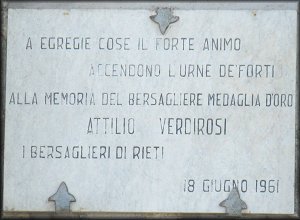 A EGREGIE COSE IL FORTE ANIMO
ACCENDONO L'URNE DE'FORTI
ALLA MEMORIA DEL BERSAGLIERE MEDAGLIA D'ORO
ATTILIO VERDIROSI
I BERSAGLIERI DI RIETI
18 GIUGNO 1961